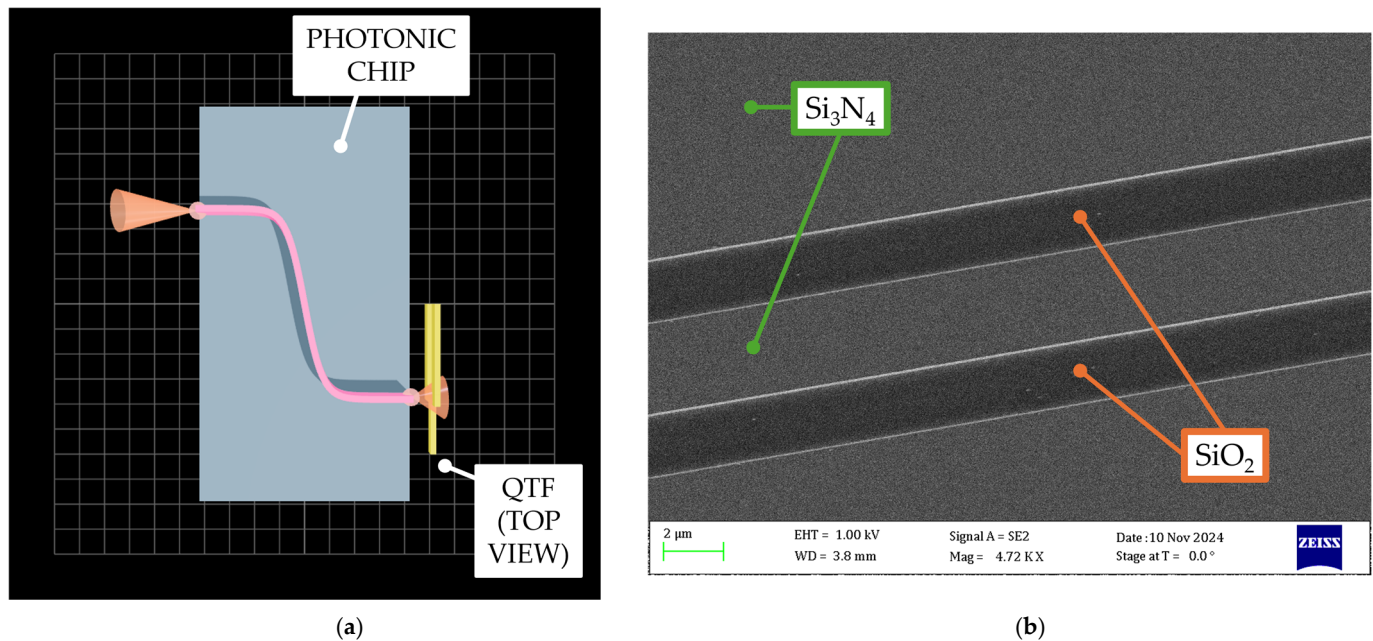 PHOTONIC
CHIP
QTF
(TOP
VIEW)
(a)
Si₃N₄
SiO₂
2 µm
EHT = 1.00 kV
Signal A = SE2
Date :10 Nov 2024
WD = 3.8 mm
Mag = 4.72 K X
Stage at T = 0.0 °
ZEISS
(b)